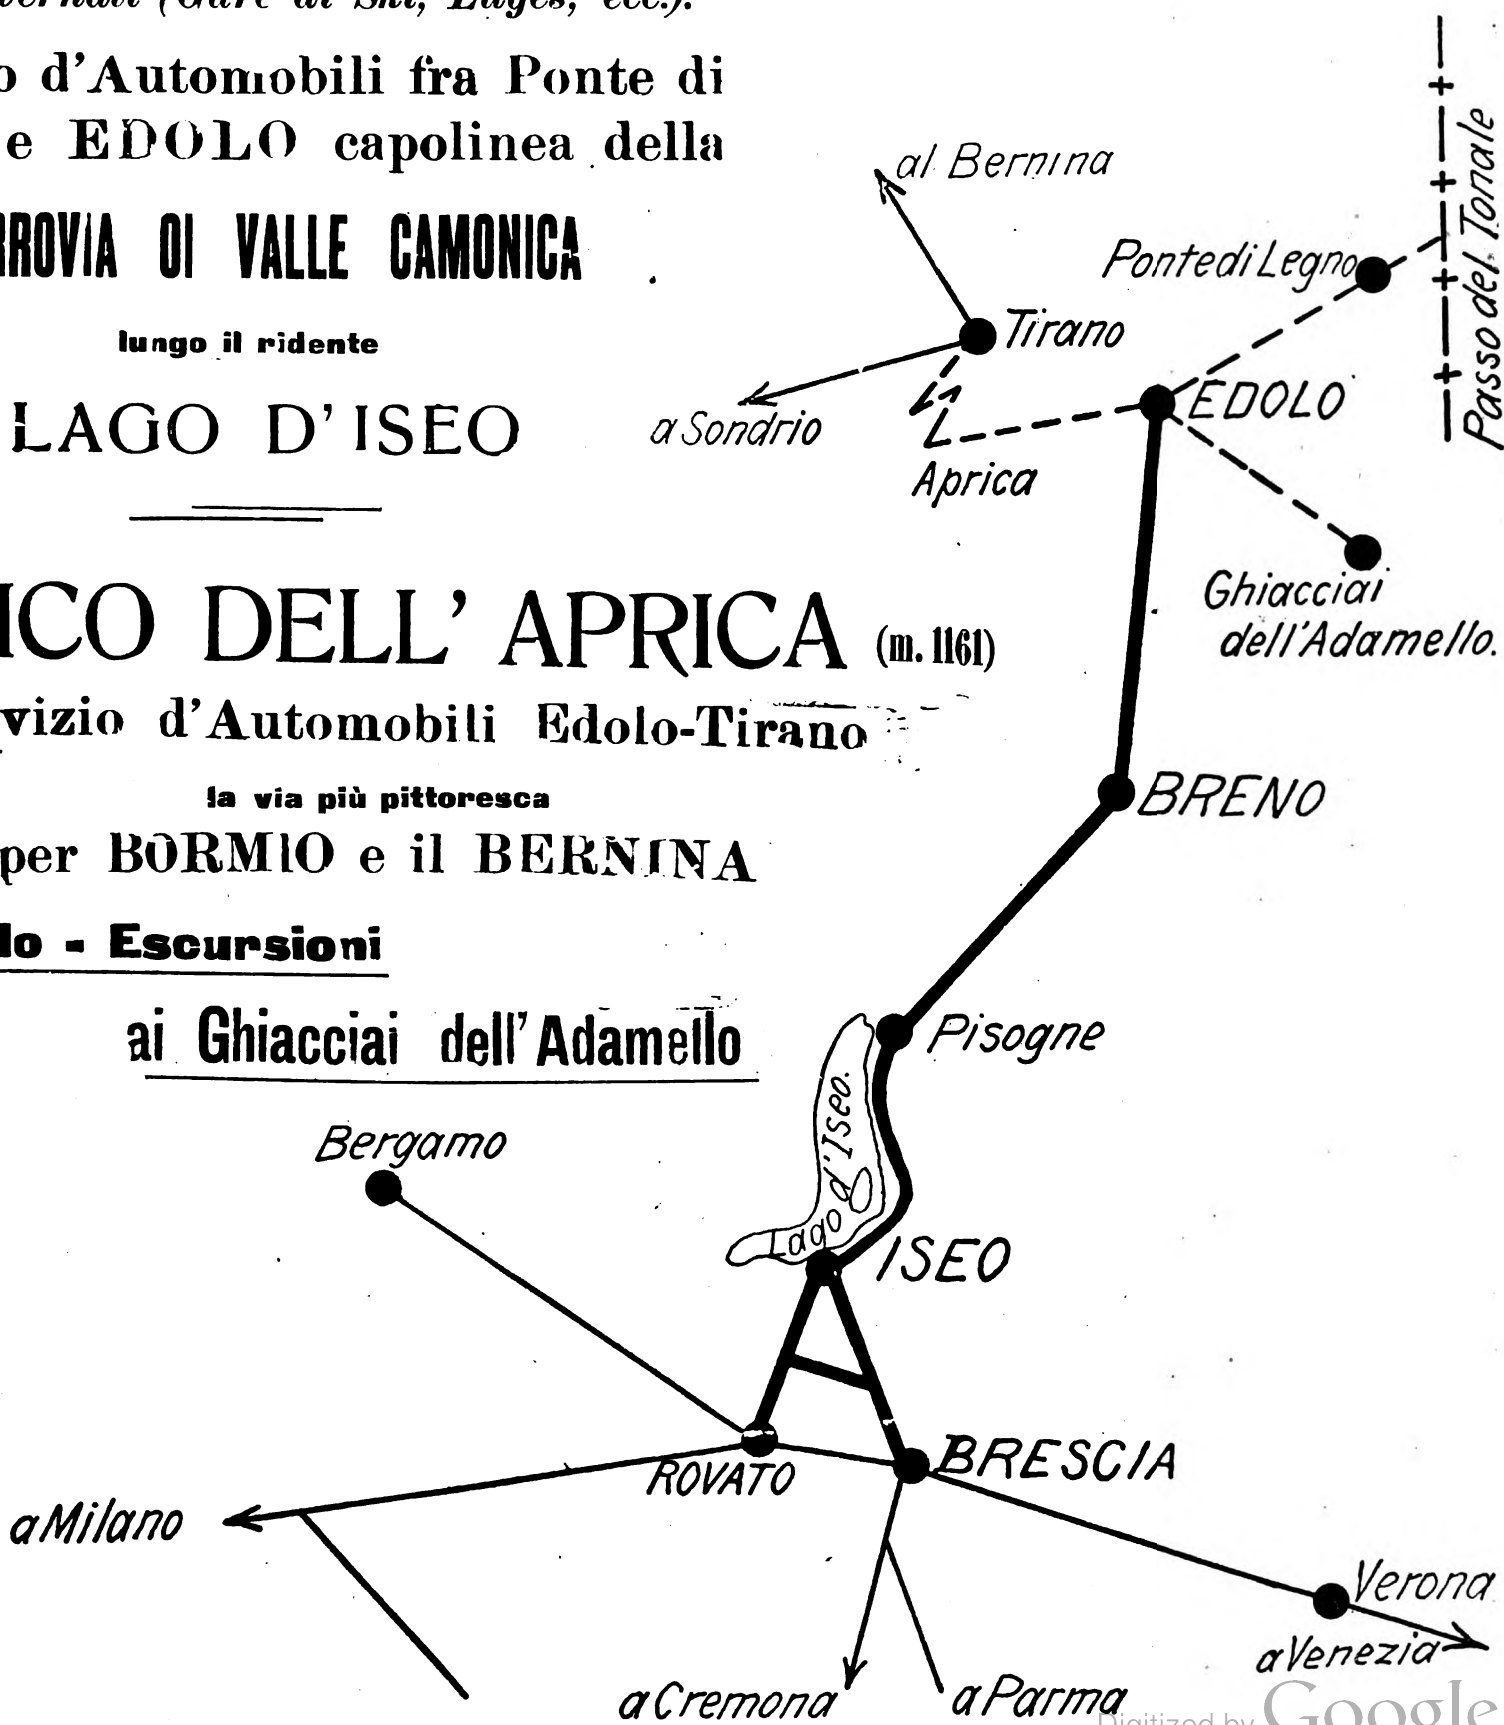 d'Automobili fra Ponte di
e EDOLO capolinea della
RROVIA DI VALLE CAMONICA
lungo il ridente
LAGO D'ISEO
ICO DELL'APRICA (m. 1161)
vizio d'Automobili Edolo-Tirano
la via più pittoresca
per BORMIO e il BERNINA
lo - Escursioni
ai Ghiacciai dell'Adamello
al Bernina
Passo del Tonale
Ponte di Legno
Tirano
EDOLO
a Sondrio
Aprica
Ghiacciai
dell'Adamello.
BRENO
Pisogne
Lago d'Iseo.
Bergamo
ISEO
ROVATO
BRESCIA
a Milano
Verona
a Venezia
a Cremona
a Parma
Digitized by Google